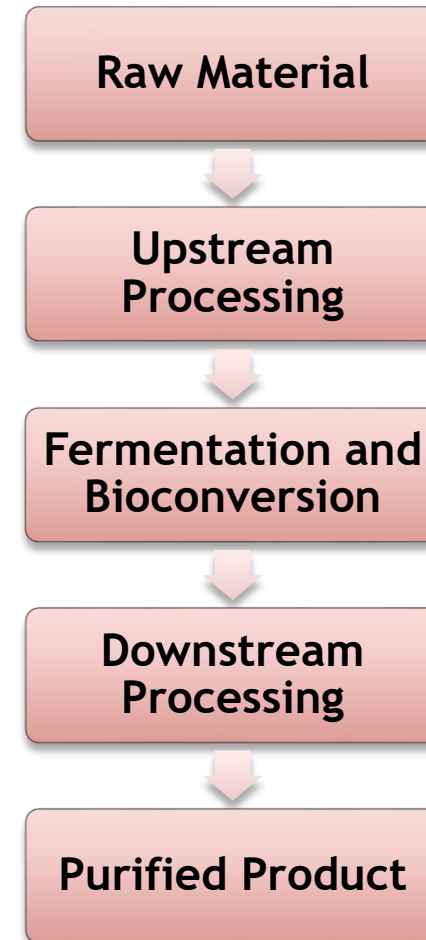 Raw Material
Upstream
Processing
Fermentation and
Bioconversion
Downstream
Processing
Purified Product